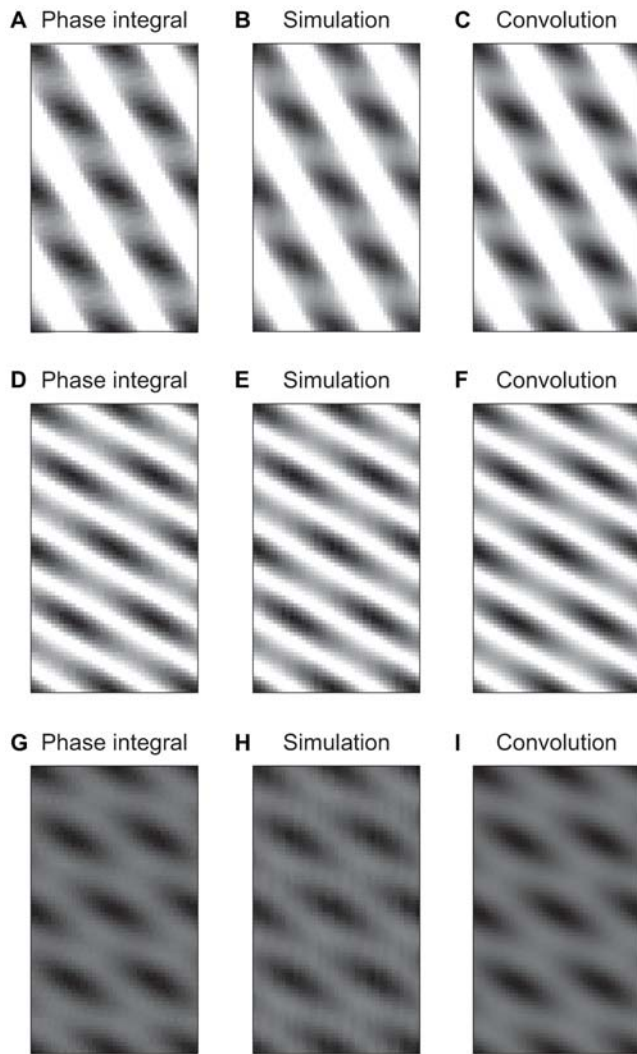 A Phase integral B Simulation C Convolution
D Phase integral E Simulation F Convolution
G Phase integral H Simulation I Convolution